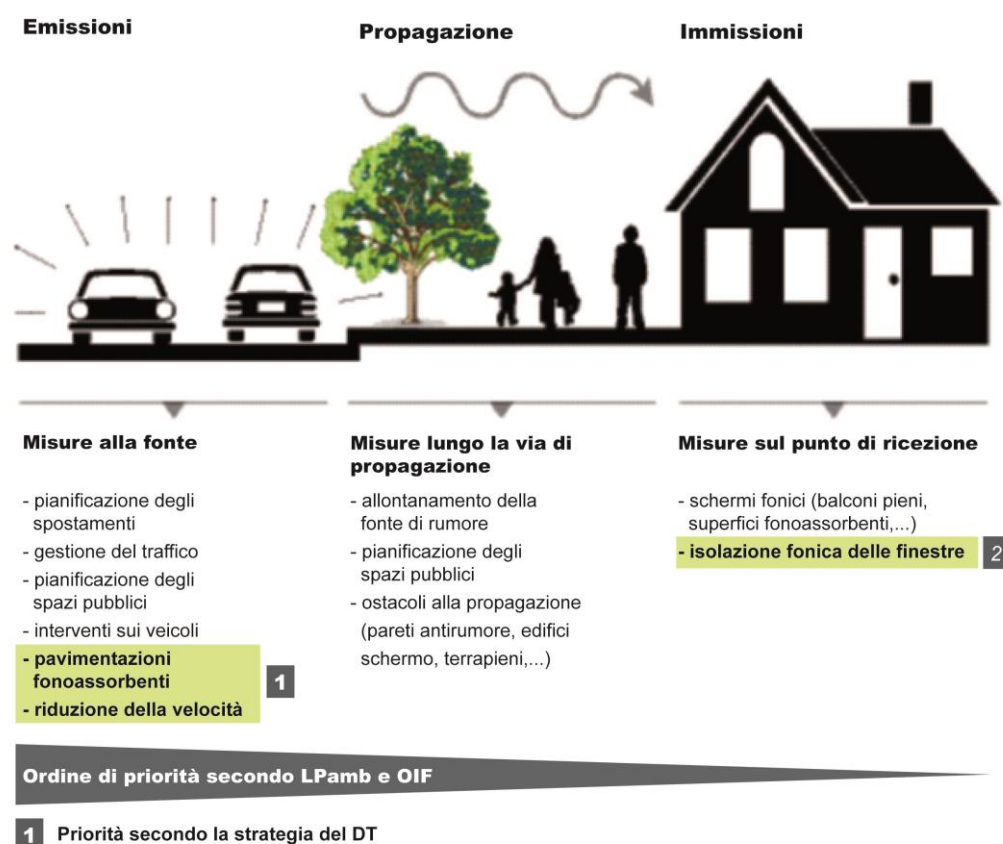 Emissioni
Propagazione
Immissioni
Misure alla fonte
- pianificazione degli
spostamenti
- gestione del traffico
- pianificazione degli
spazi pubblici
- interventi sui veicoli
- pavimentazioni
fonoassorbenti
- riduzione della velocità
1
Misure lungo la via di
propagazione
- allontanamento della
fonte di rumore
- pianificazione degli
spazi pubblici
- ostacoli alla propagazione
(pareti antirumore, edifici
schermo, terrapieni,...)
Misure sul punto di ricezione
- schermi fonici (balconi pieni,
superfici fonoassorbenti,...)
- isolazione fonica delle finestre
2
Ordine di priorità secondo LPamb e OIF
1 Priorità secondo la strategia del DT